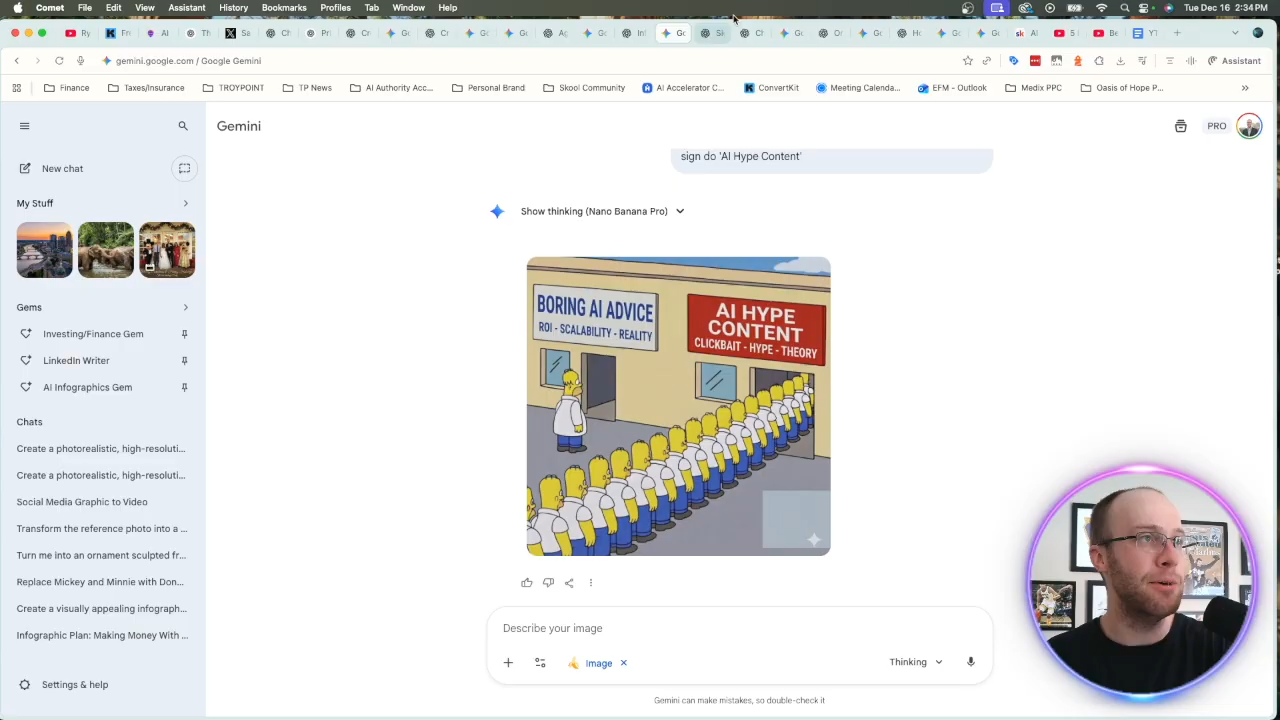 Comet File Edit View Assistant History Bookmarks Profiles Tab Window Help
Tue Dec 16 2:34 PM
gemini.google.com / Google Gemini
Assistant
Finance
Taxes/Insurance
TROYPOINT
TP News
AI Authority Acc...
Personal Brand
Skool Community
AI Accelerator C...
ConvertKit
Meeting Calenda...
EFM - Outlook
Medix PPC
Oasis of Hope P...
Gemini
PRO
sign do 'AI Hype Content'
New chat
My Stuff
Show thinking (Nano Banana Pro)
BORING AI ADVICE
ROI - SCALABILITY - REALITY
AI HYPE
CONTENT
CLICKBAIT - HYPE - THEORY
Gems
Investing/Finance Gem
LinkedIn Writer
AI Infographics Gem
Chats
Create a photorealistic, high-resoluti...
Create a photorealistic, high-resoluti...
Social Media Graphic to Video
Transform the reference photo into a ...
Turn me into an ornament sculpted fr...
Replace Mickey and Minnie with Don...
Create a visually appealing infograph...
Infographic Plan: Making Money With ...
Settings & help
Describe your image
Image
Thinking
Gemini can make mistakes, so double-check it